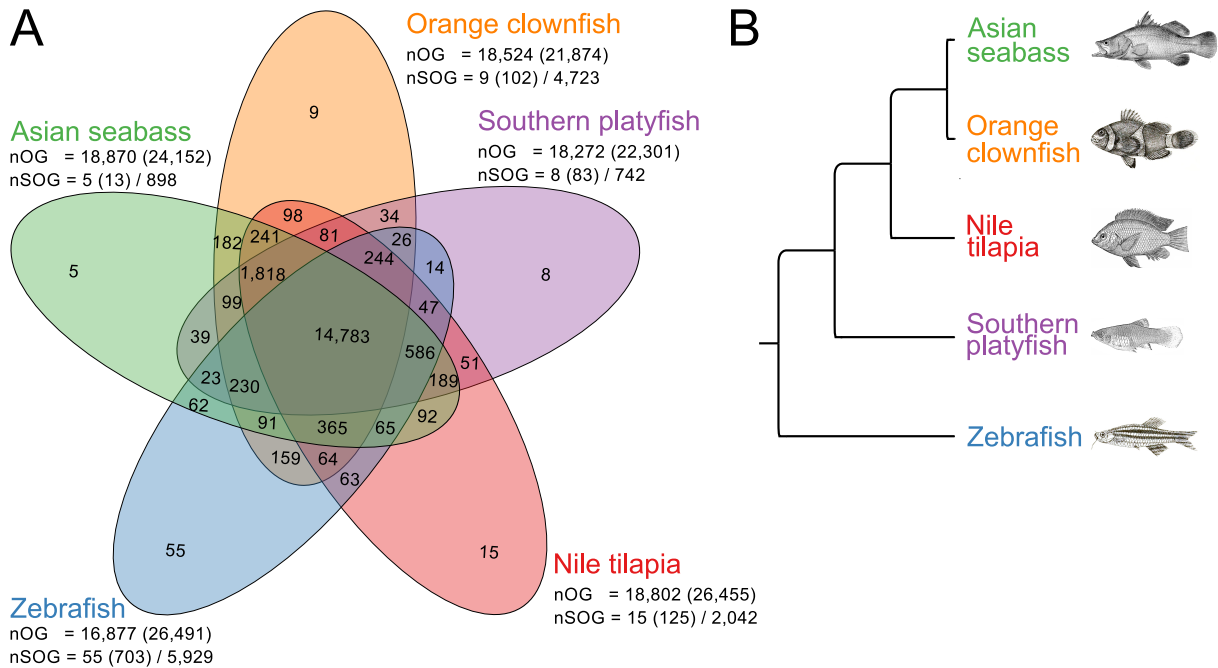 A
Orange clownfish
nOG = 18,524 (21,874)
nSOG = 9 (102) / 4,723
Asian seabass
nOG = 18,870 (24,152)
nSOG = 5 (13) / 898
Southern platyfish
nOG = 18,272 (22,301)
nSOG = 8 (83) / 742
9
98
34
182
241
81
26
244
14
5
1,818
8
99
47
14,783
39
586
51
23
230
189
62
91
365
65
92
159
64
63
55
15
Nile tilapia
nOG = 18,802 (26,455)
nSOG = 15 (125) / 2,042
Zebrafish
nOG = 16,877 (26,491)
nSOG = 55 (703) / 5,929
B
Asian
seabass
Orange
clownfish
Nile
tilapia
Southern
platyfish
Zebrafish